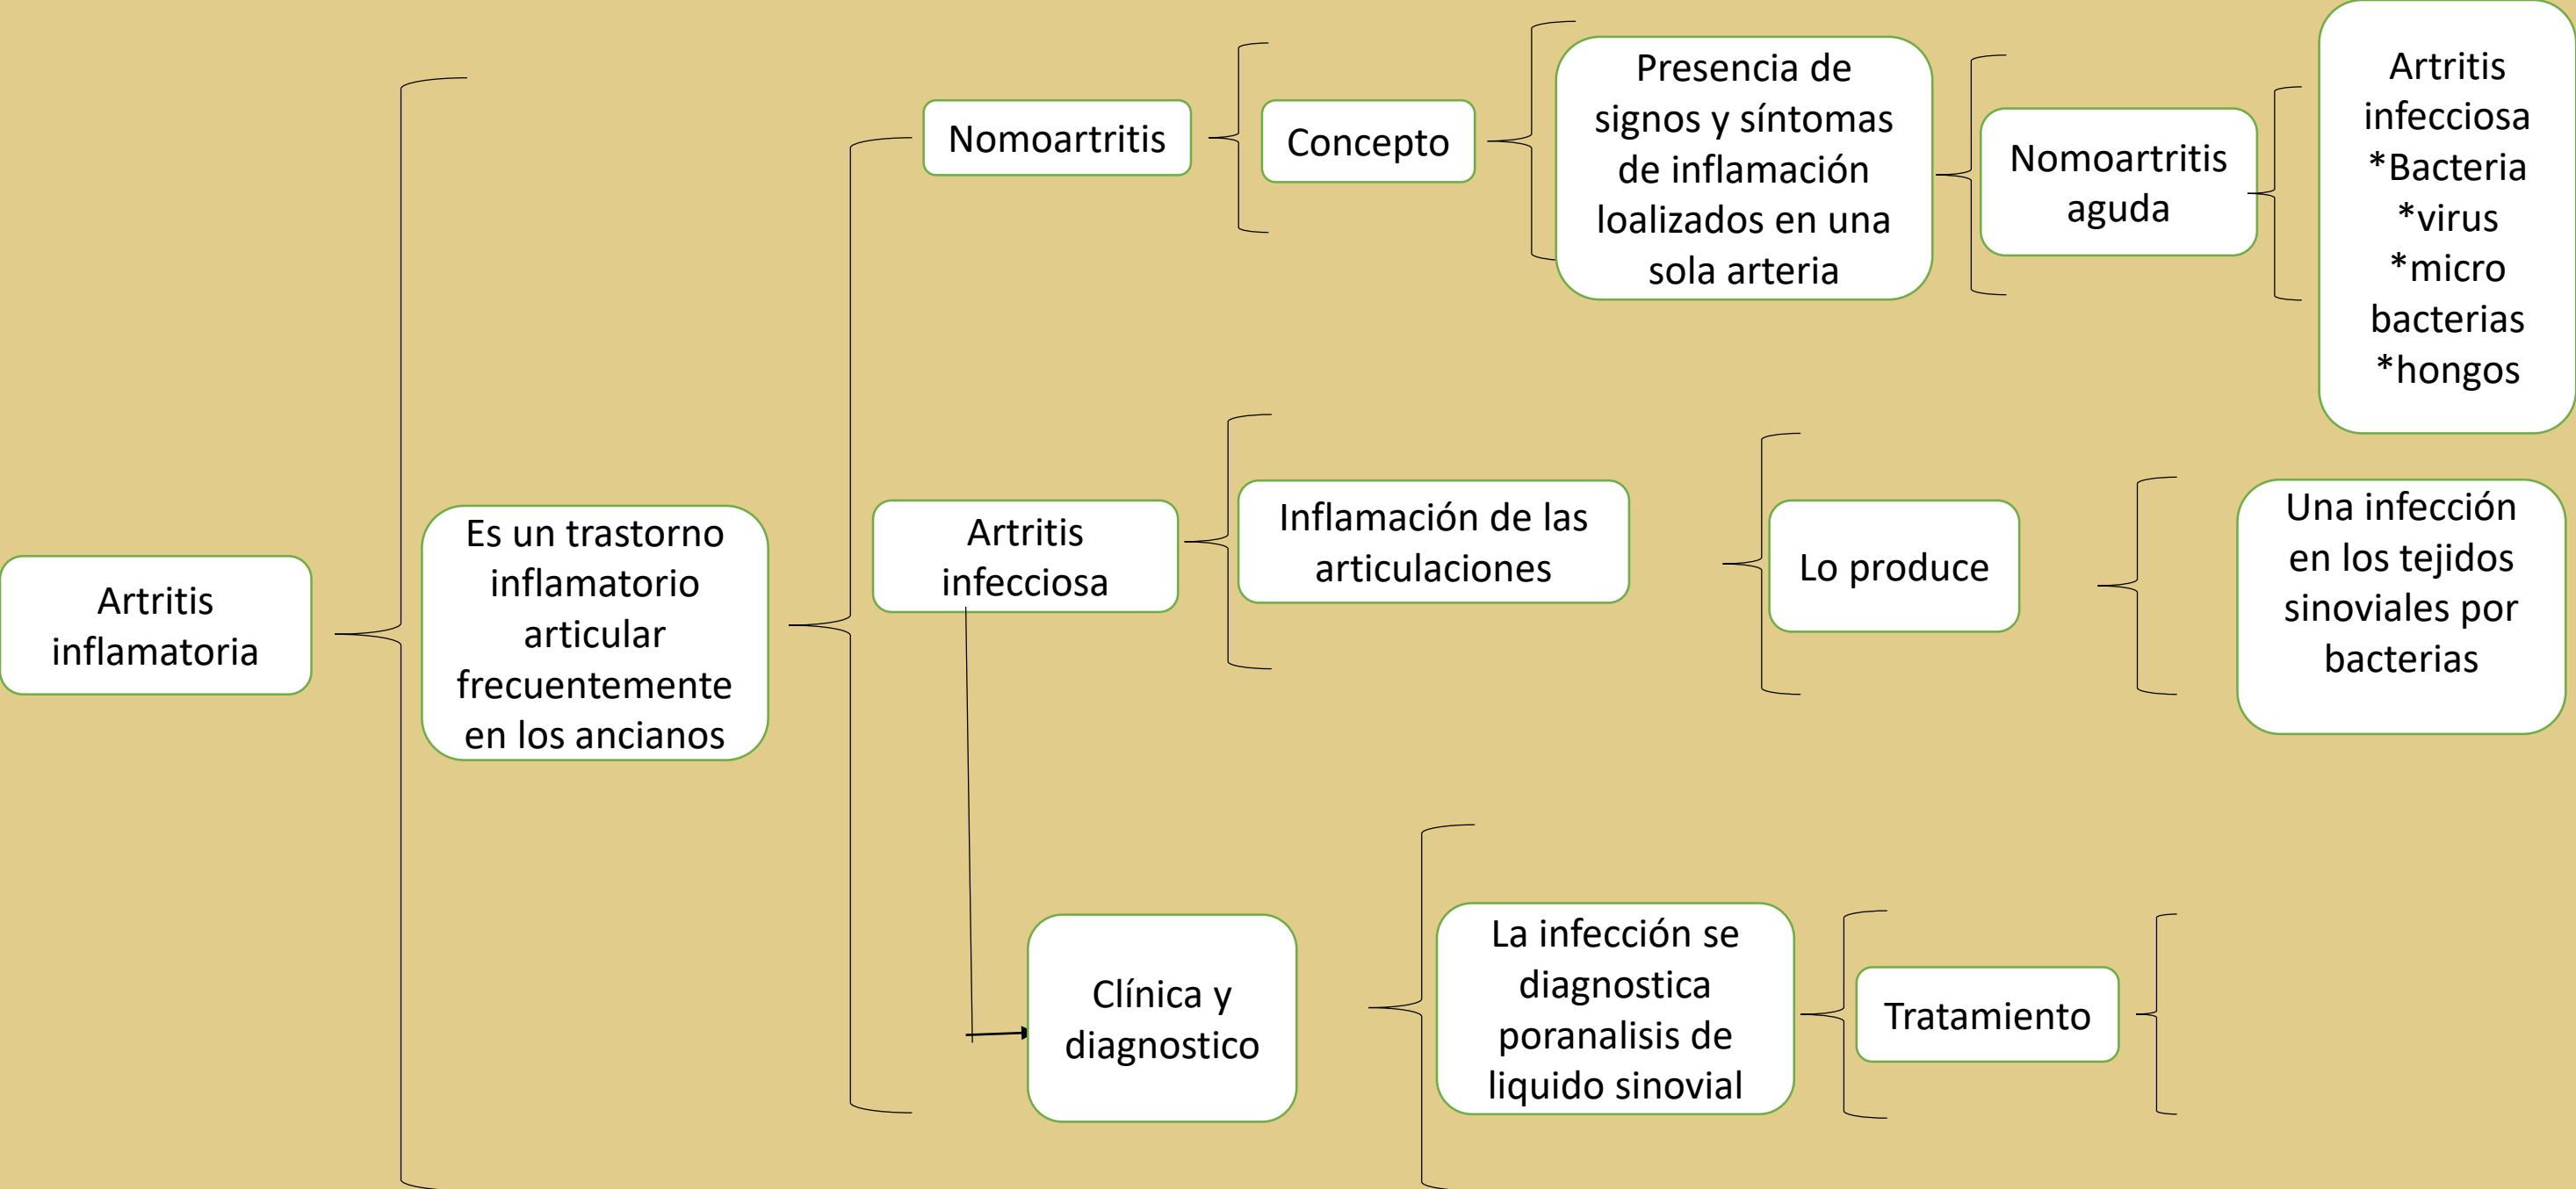 Artritis
inflamatoria
Es un trastorno
inflamatorio
articular
frecuentemente
en los ancianos
Nomoartritis
Concepto
Presencia de
signos y síntomas
de inflamación
loalizados en una
sola arteria
Nomoartritis
aguda
Artritis
infecciosa
*Bacteria
*virus
*micro
bacterias
*hongos
Artritis
infecciosa
Inflamación de las
articulaciones
Lo produce
Una infección
en los tejidos
sinoviales por
bacterias
Clínica y
diagnostico
La infección se
diagnostica
poranalisis de
liquido sinovial
Tratamiento